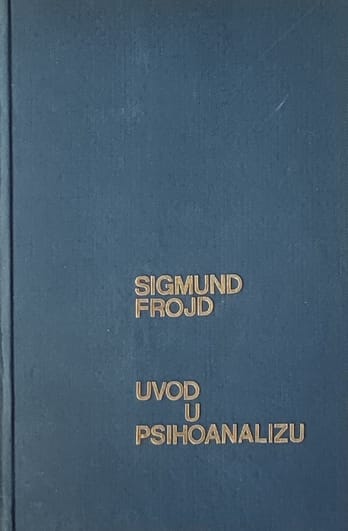 SIGMUND
FROJD
UVOD
U
PSIHOANALIZU